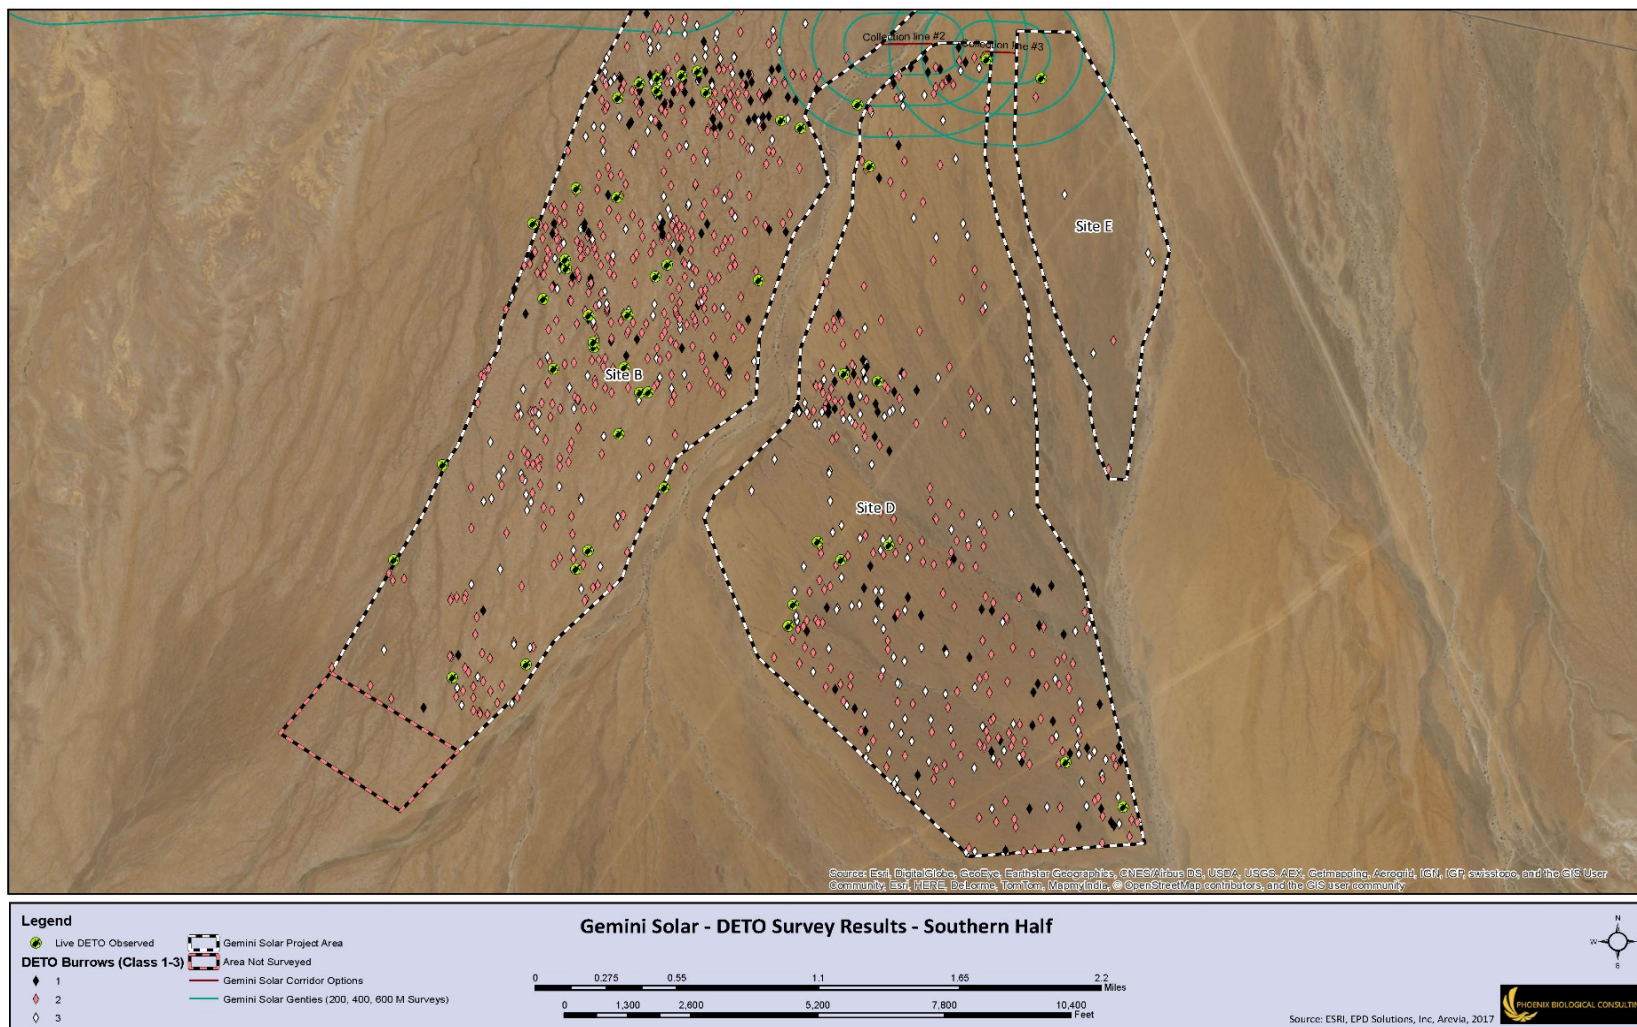 Collection line #2
Collection line #3
Site E
Site B
Site D
Source: Esri, DigitalGlobe, GeoEye, Earthstar Geographics, CNES/Airbus DS, USDA, USGS, AEX, Getmapping, Aerogrid, IGN, IGP, swisstopo, and the GIS User
Community, Esri, HERE, DeLorme, TomTom, MapmyIndia, © OpenStreetMap contributors, and the GIS user community
Legend
Live DETO Observed
DETO Burrows (Class 1-3)
1
2
3
Gemini Solar Project Area
Area Not Surveyed
Gemini Solar Corridor Options
Gemini Solar Genties (200, 400, 600 M Surveys)
Gemini Solar - DETO Survey Results - Southern Half
0 0.275 0.55 1.1 1.65 2.2
Miles
0 1,300 2,600 5,200 7,800 10,400
Feet
N
W
S
PHOENIX BIOLOGICAL CONSULTIN
Source: ESRI, EPD Solutions, Inc, Arevia, 2017